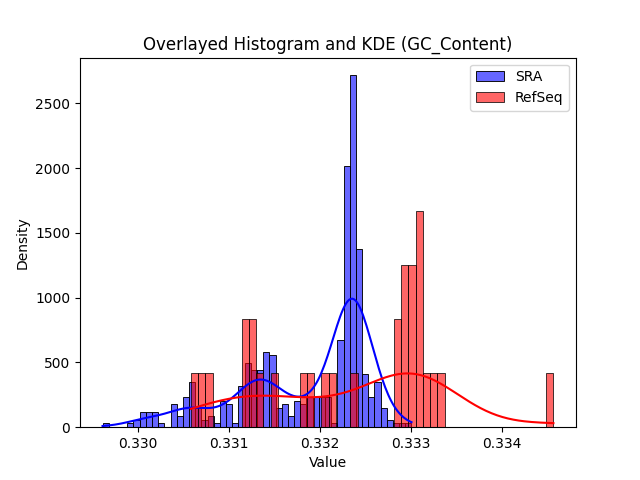 Overlayed Histogram and KDE (GC_Content)
SRA
RefSeq
2500
2000
1500
1000
500
0
Density
0.330 0.331 0.332 0.333 0.334
Value